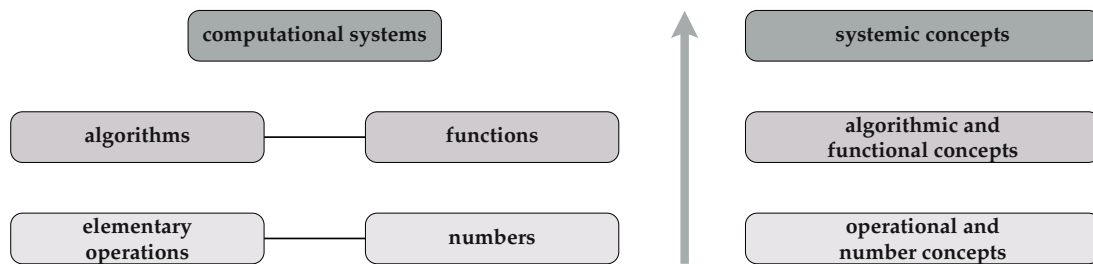 computational systems
systemic concepts
algorithms
functions
algorithmic and
functional concepts
elementary
operations
numbers
operational and
number concepts